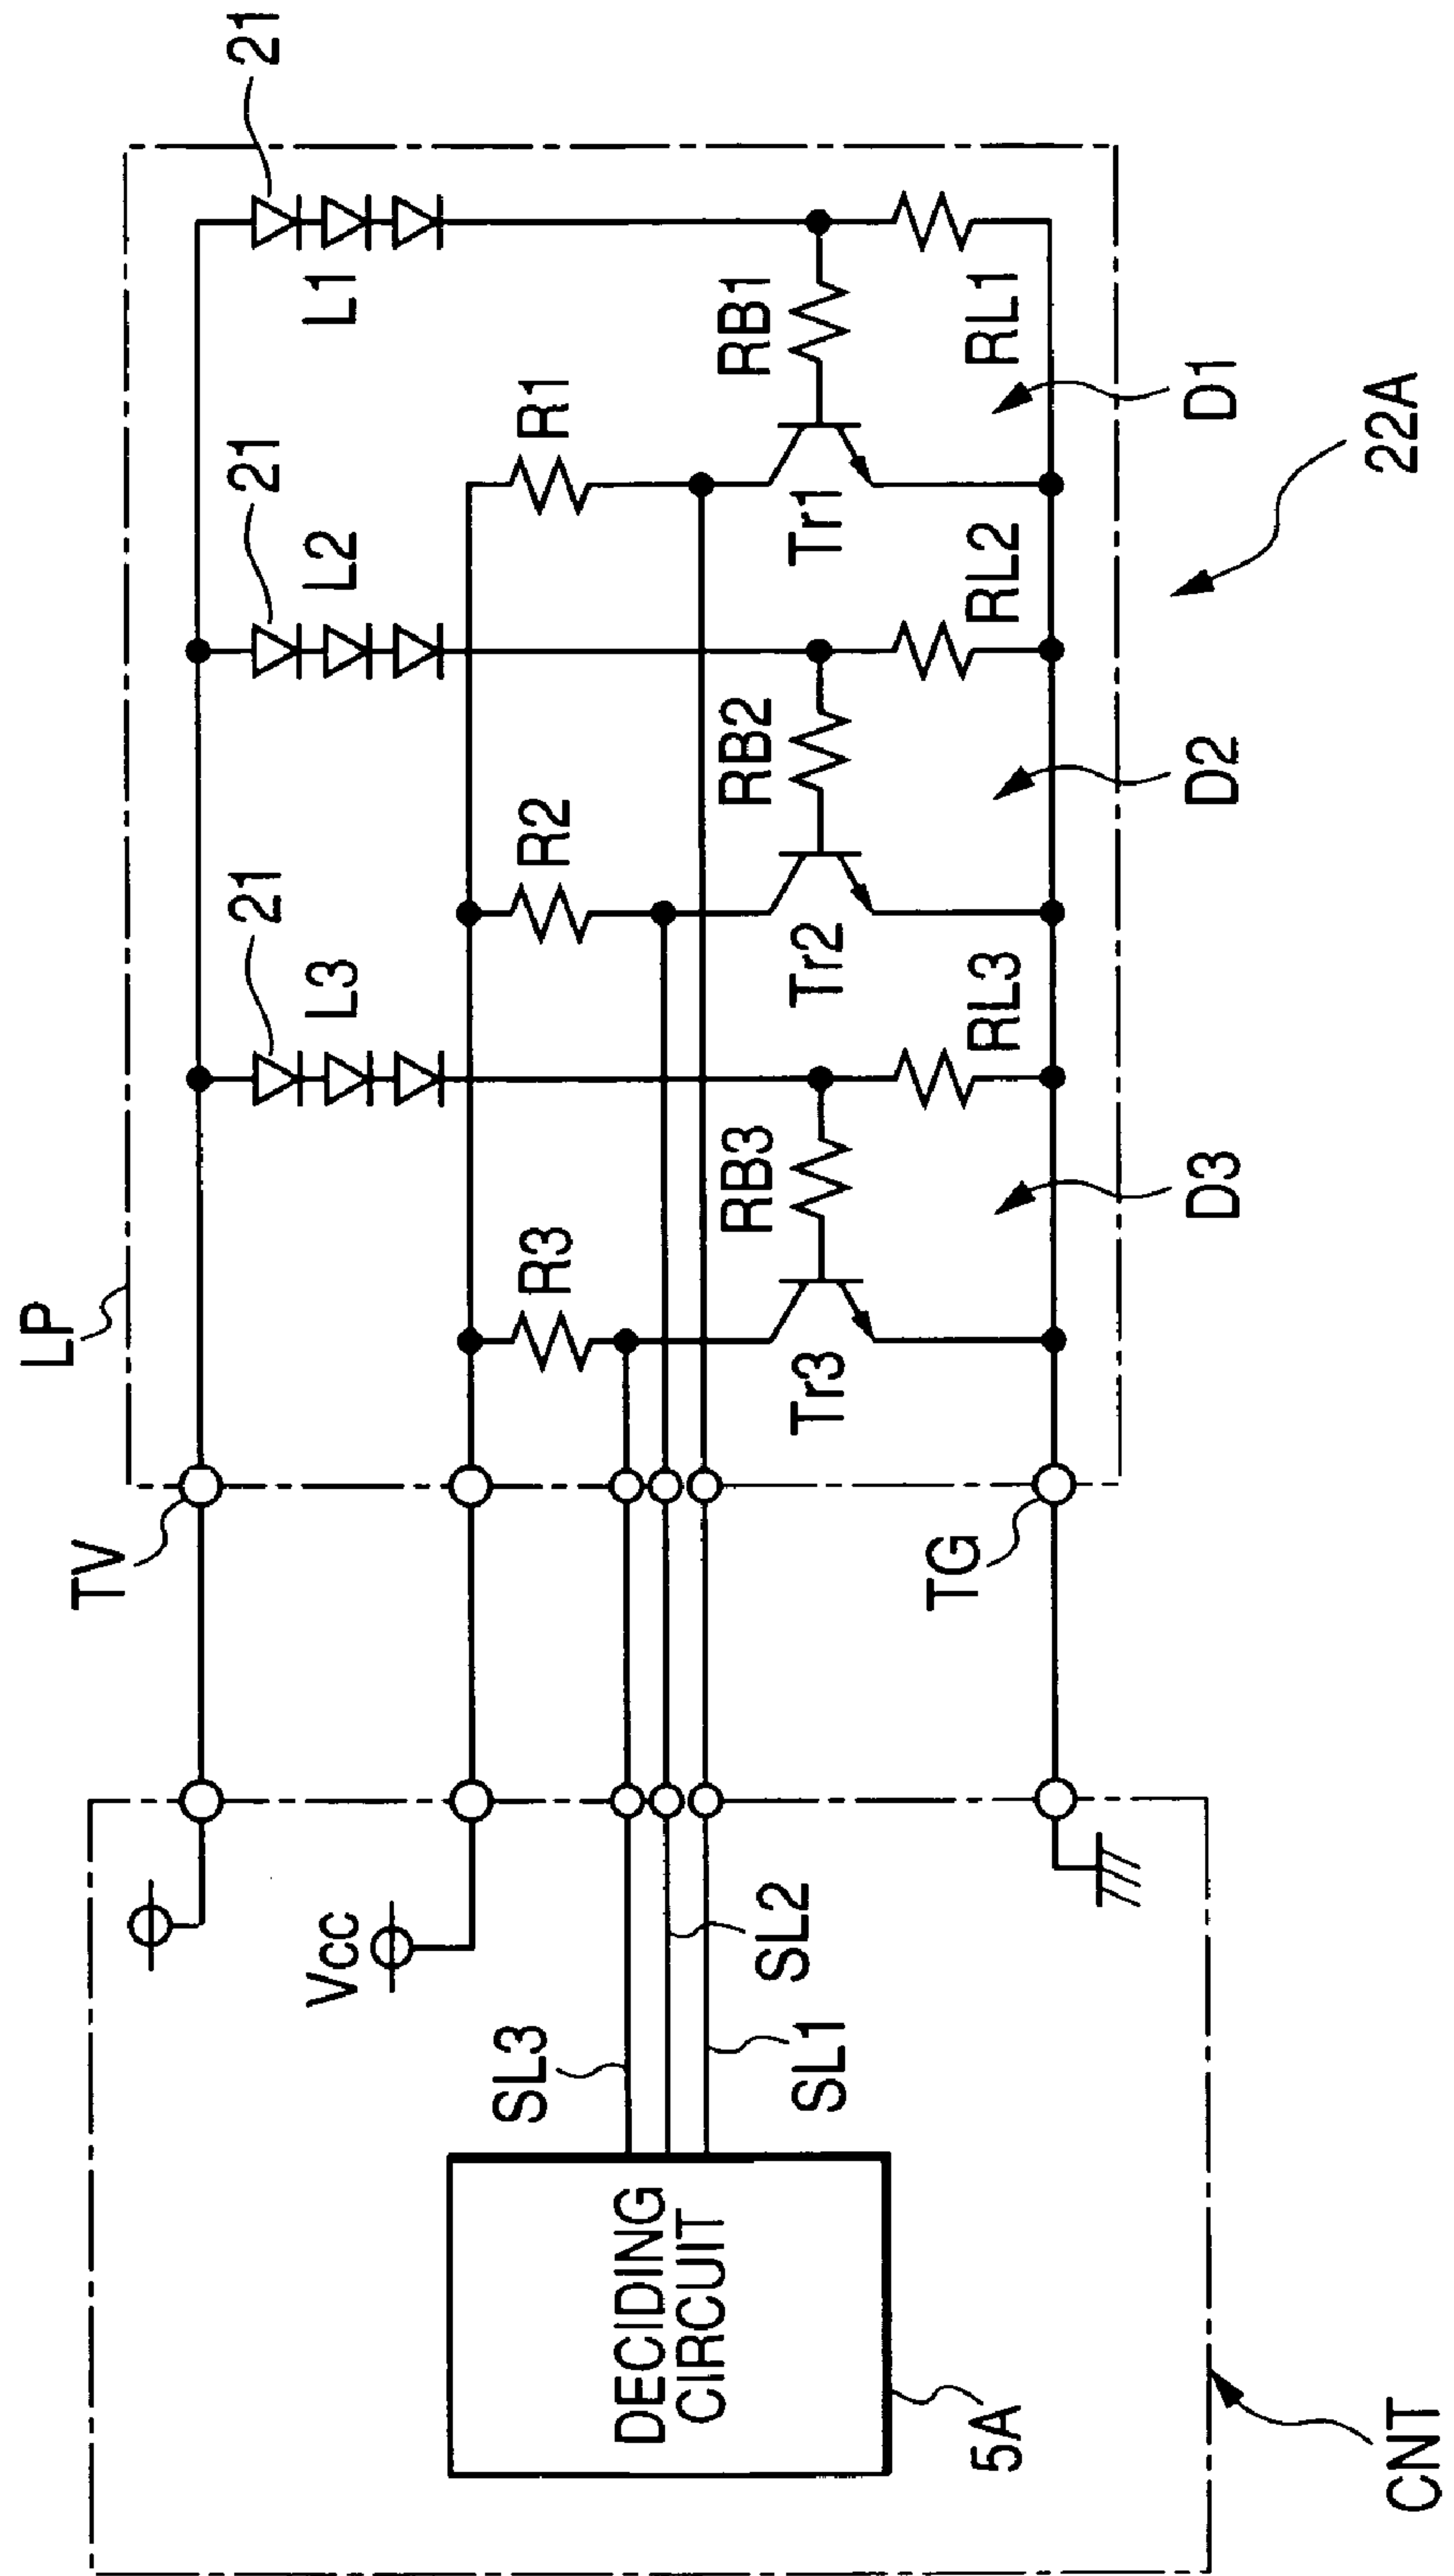 LP
21
21
21
L3
L2
L1
TV
Vcc
R3
R2
R1
SL3
SL2
SL1
DECIDING
CIRCUIT
5A
RB3
RB2
RB1
Tr3
Tr2
Tr1
RL3
RL2
RL1
TG
D3
D2
D1
22A
CNT